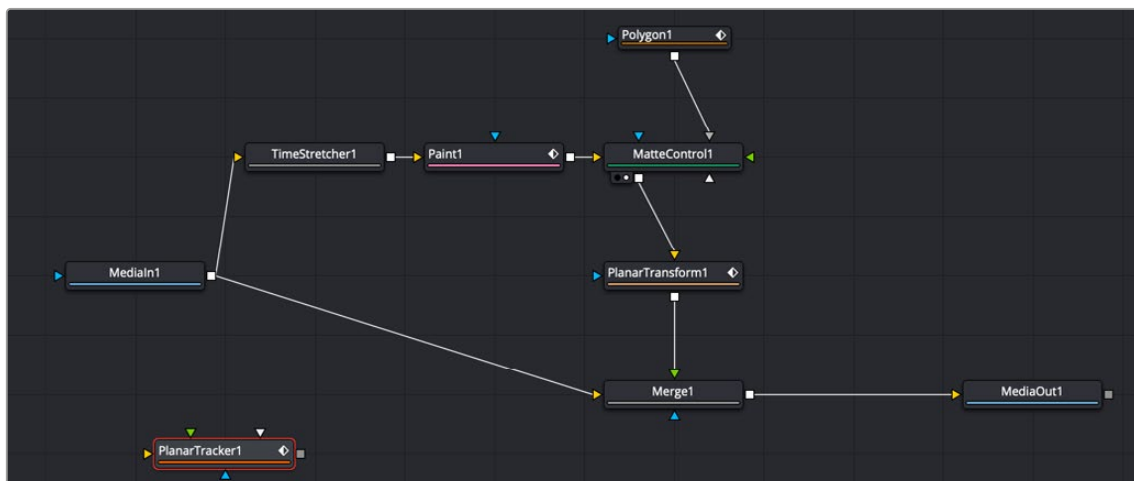 Polygon1
TimeStretcher1
Paint1
MatteControl1
MediaIn1
PlanarTransform1
Merge1
MediaOut1
PlanarTracker1